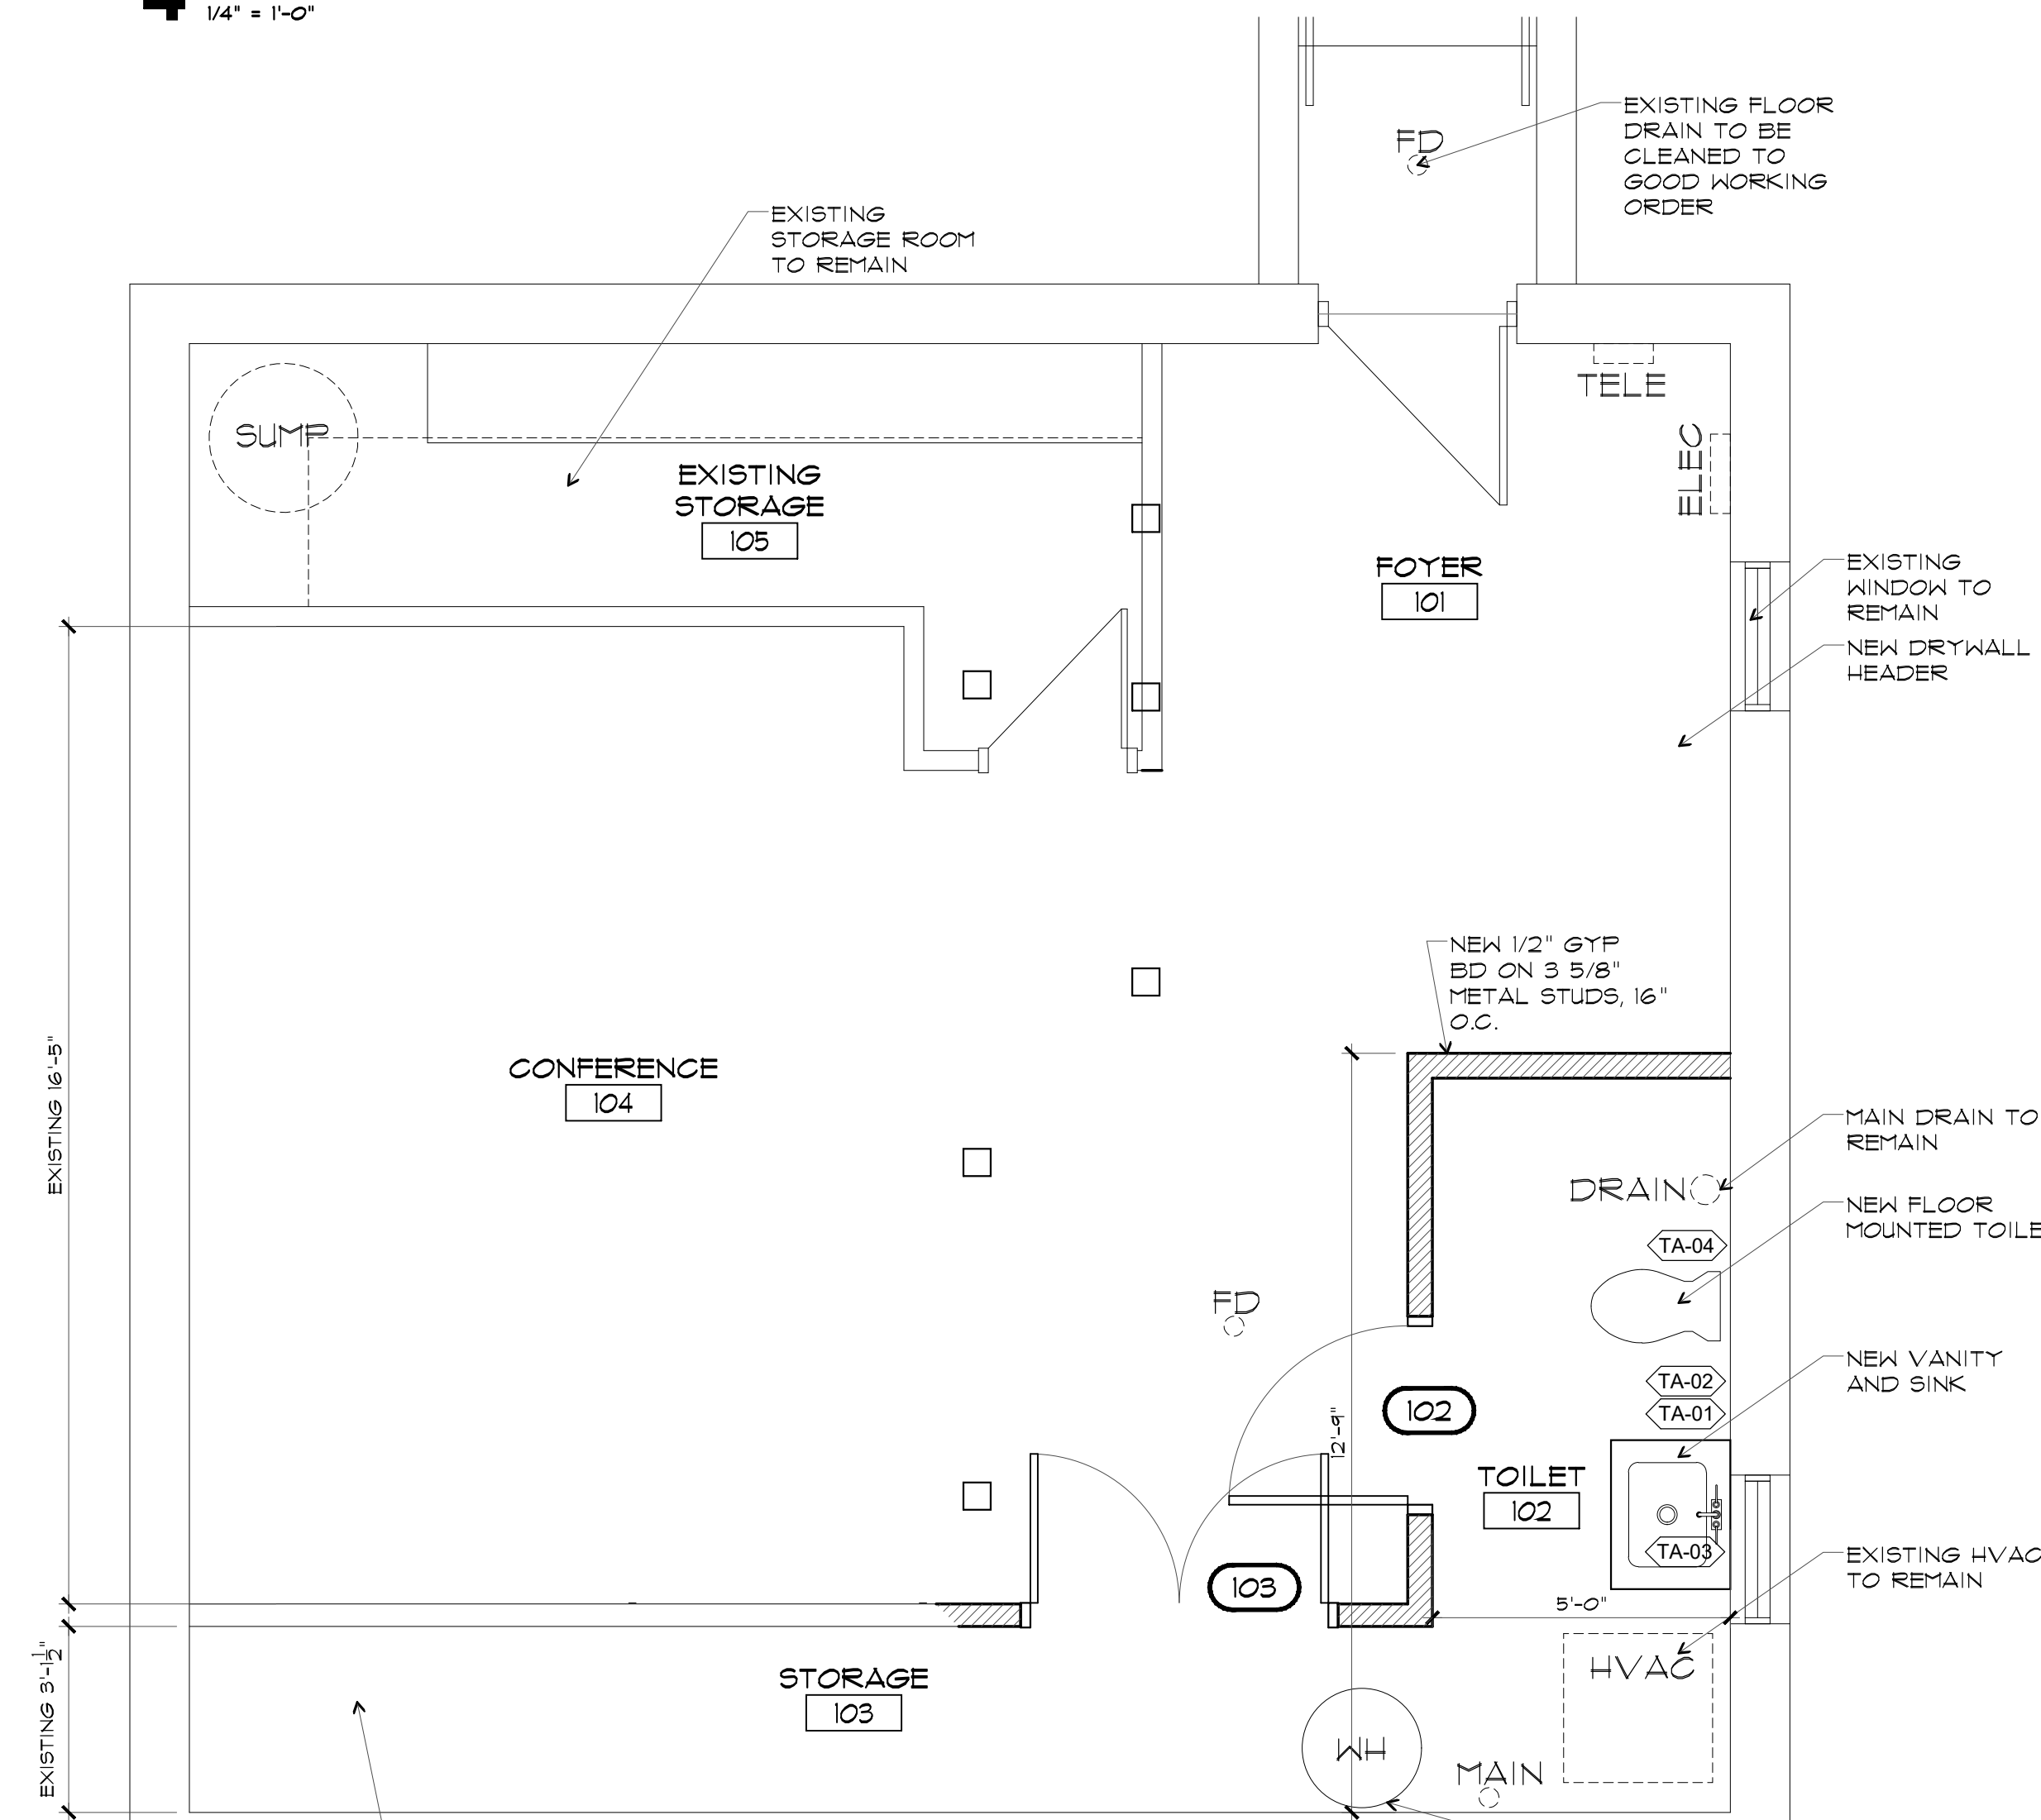 1/4" = 1'-0"
FD
EXISTING FLOOR
DRAIN TO BE
CLEANED TO
GOOD WORKING
ORDER
EXISTING
STORAGE ROOM
TO REMAIN
TELE
SUMP
ELEC
EXISTING
STORAGE
105
FOYER
101
EXISTING
WINDOW TO
REMAIN
NEW DRYWALL
HEADER
NEW 1/2" GYP
BD ON 3 5/8"
METAL STUDS, 16"
O.C.
EXISTING 16'-5"
CONFERENCE
104
MAIN DRAIN TO
REMAIN
DRAIN
NEW FLOOR
MOUNTED TOILE
TA-04
FD
NEW VANITY
AND SINK
TA-02
TA-01
102
12'-9"
TOILET
102
TA-03
EXISTING HVAC
TO REMAIN
103
5'-0"
EXISTING 3'-1 1/2"
STORAGE
103
HVAC
WH
MAIN